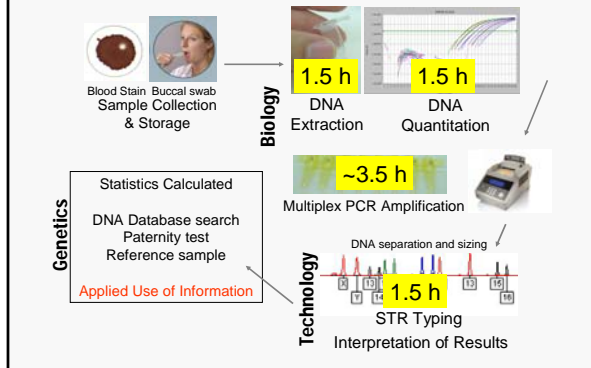 Blood Stain Buccal swab
Sample Collection
& Storage
Biology
1.5 h
DNA
Extraction
1.5 h
DNA
Quantitation
~3.5 h
Multiplex PCR Amplification
Genetics
Statistics Calculated
DNA Database search
Paternity test
Reference sample
Applied Use of Information
Technology
DNA separation and sizing
X
Y
13
14
1.5 h
13
15
16
STR Typing
Interpretation of Results